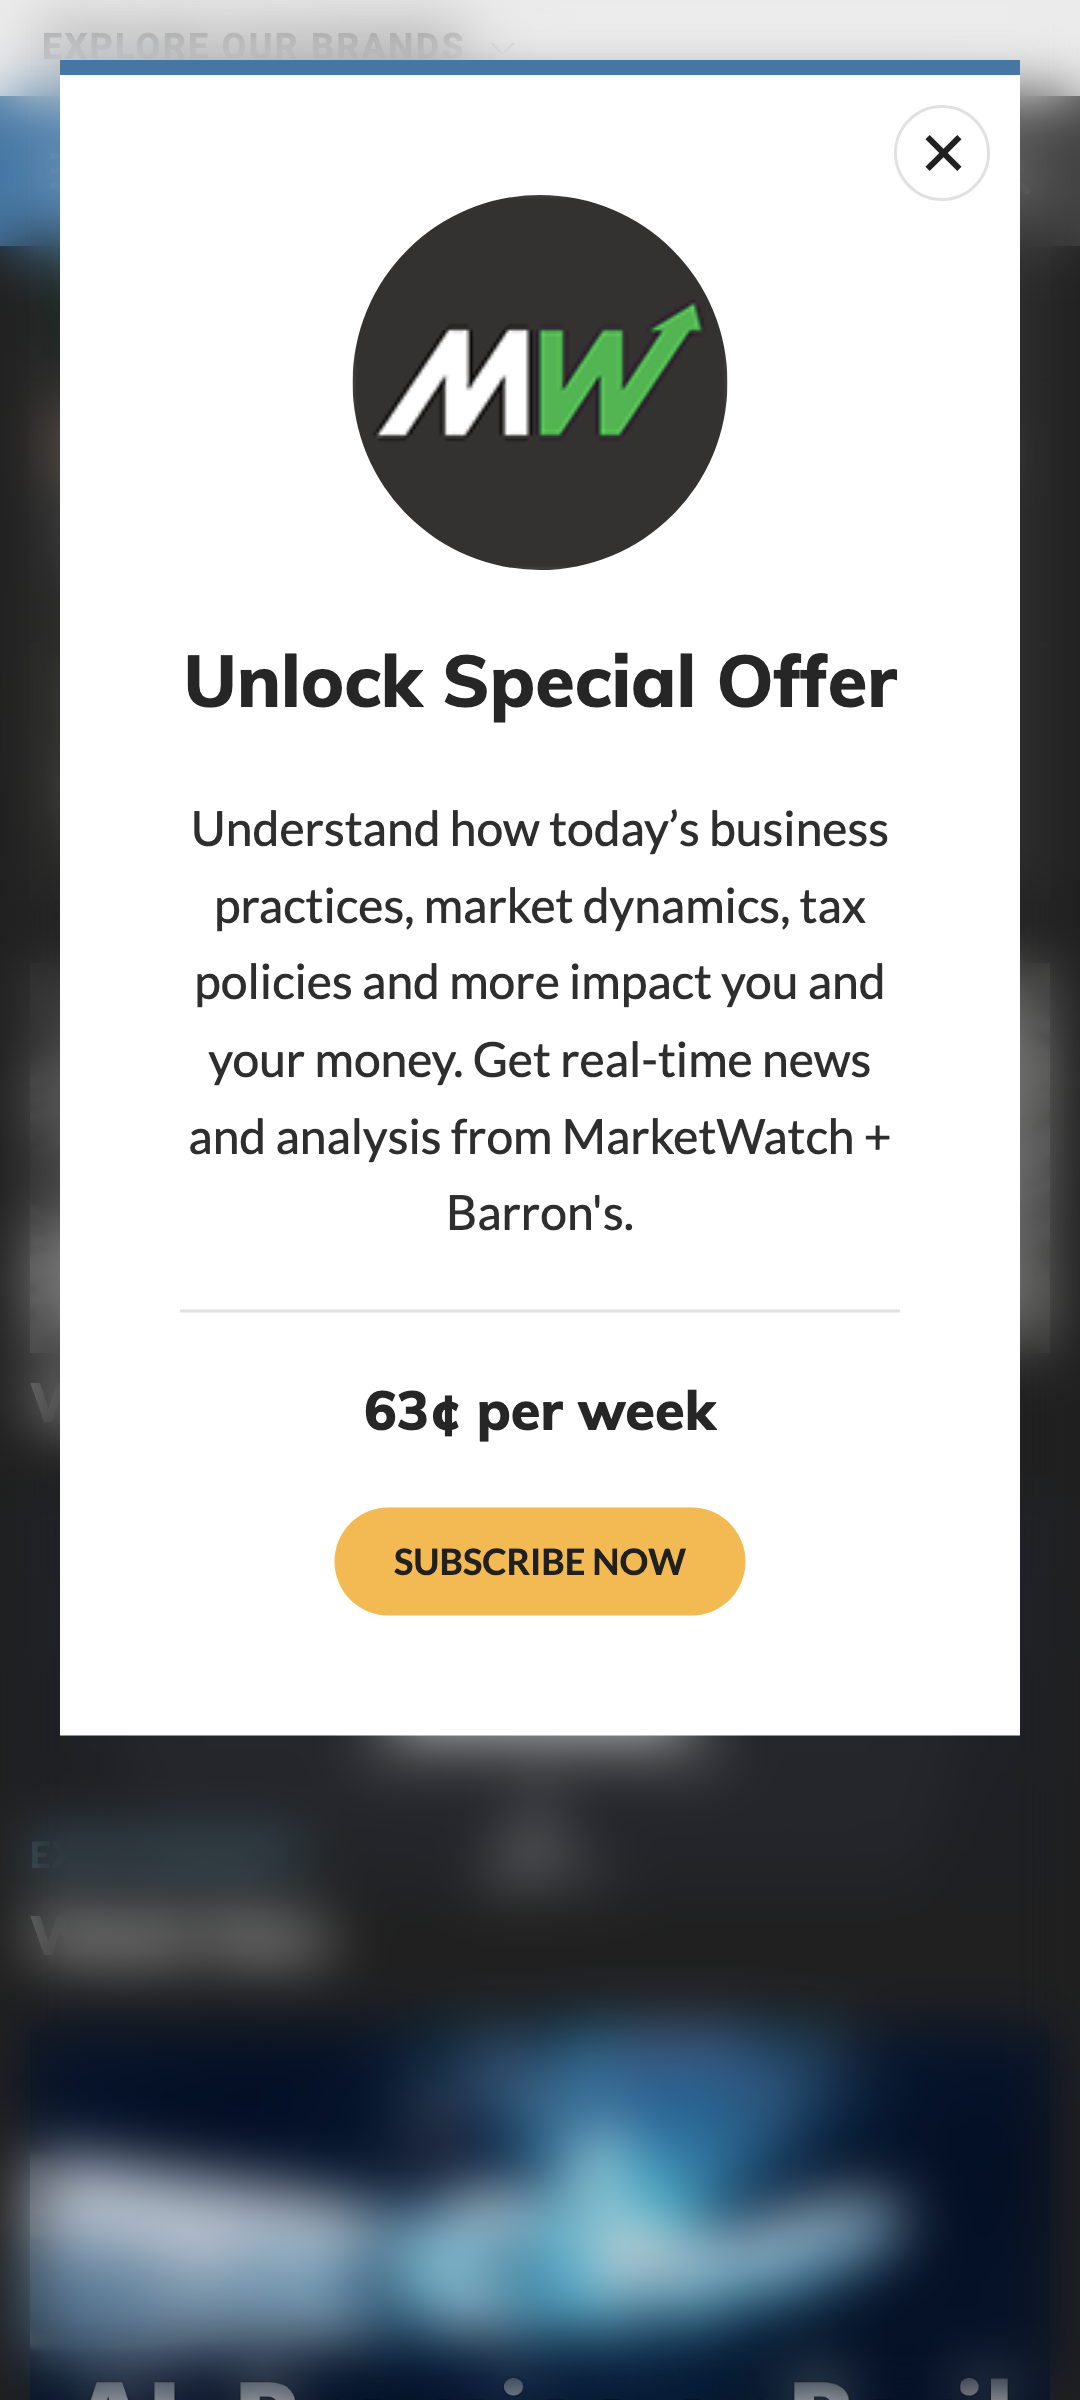 EXPLORE OUR BRANDS
MW
Unlock Special Offer
Understand how today’s business
practices, market dynamics, tax
policies and more impact you and
your money. Get real-time news
and analysis from MarketWatch +
Barron's.
63¢ per week
SUBSCRIBE NOW